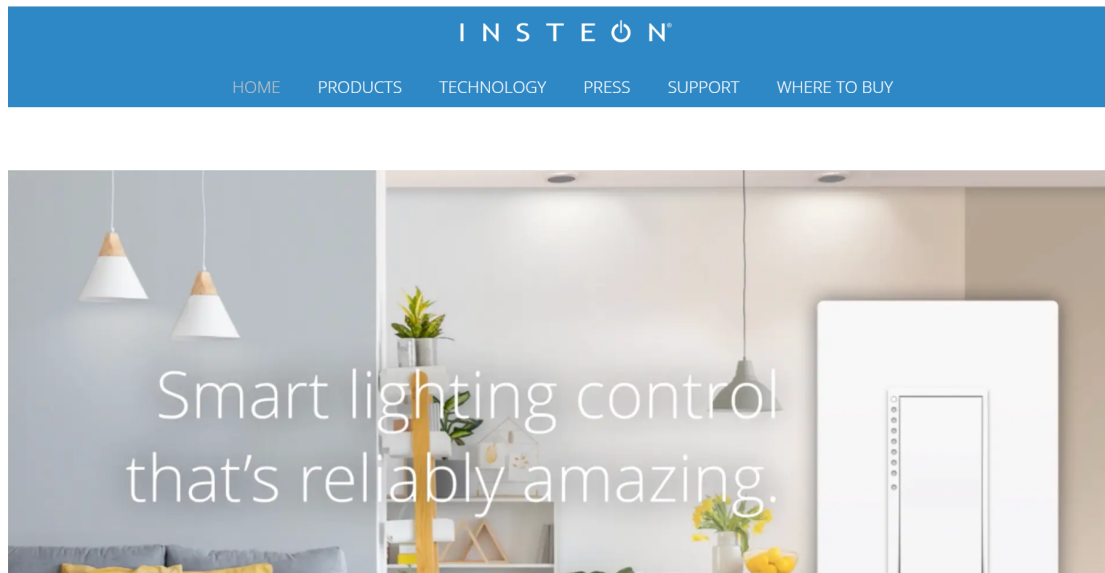 INSTEON®
HOME PRODUCTS TECHNOLOGY PRESS SUPPORT WHERE TO BUY
Smart lighting control
that's reliably amazing.